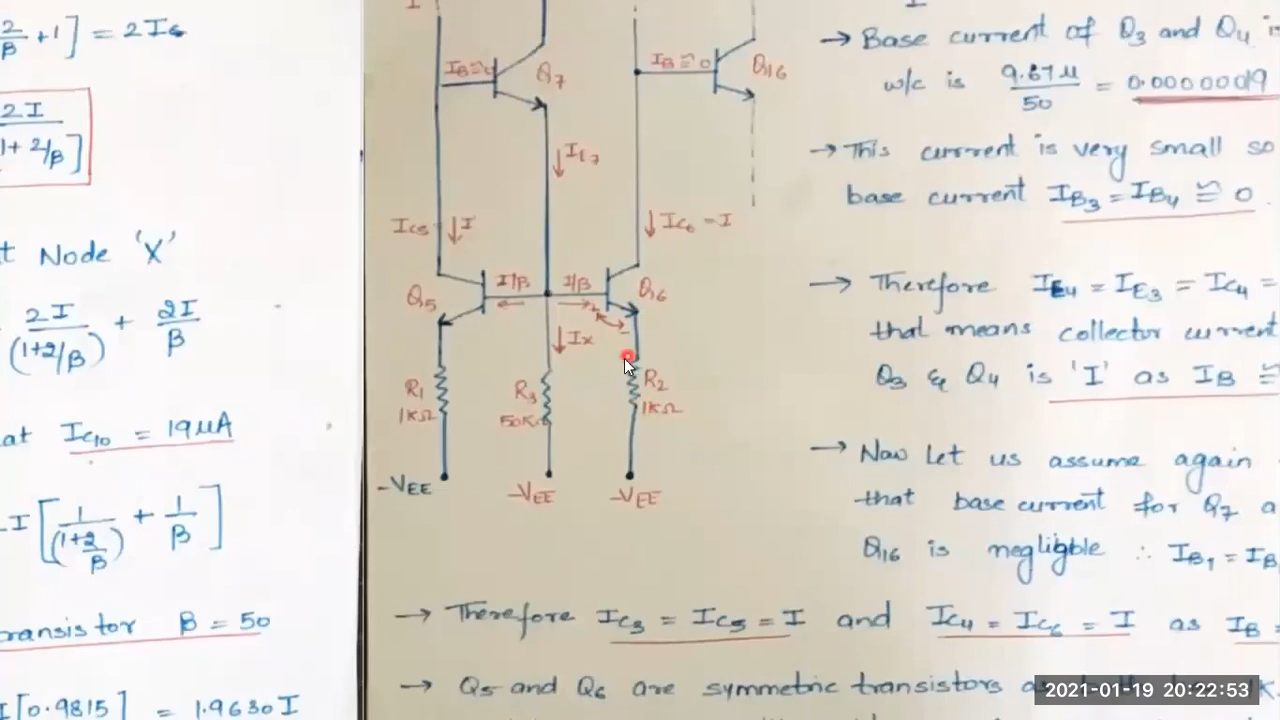 2/β + 1] = 2Ic
2I
1 + 2/β]
t Node 'X'
2I/(1+2/β) + 2I/β
at Ic10 = 19μA
I[1/(1+2/β) + 1/β]
ransistor β = 50
I[0.9815] = 1.9630I
I
IB≅0
Q7
IB≅0
Q16
IC7
IC5
I
IC6 = I
Q5
I/β
I/β
Q6
Ix
R1
1KΩ
R3
50K
R2
1KΩ
-VEE
-VEE
-VEE
→ Base current of Q3 and Q4 is
w/c is 9.67μ/50 = 0.00000019
→ This current is very small so
base current IB3 = IB4 ≅ 0.
→ Therefore IE4 = IE3 = IC4 =
that means collector current
Q3 & Q4 is 'I' as IB ≅
→ Now let us assume again
that base current for Q7 a
Q16 is negligble ∴ IB7 = IB
→ Therefore IC3 = IC5 = I and IC4 = IC6 = I as IB =
→ Q5 and Q6 are symmetric transistors
2021-01-19 20:22:53